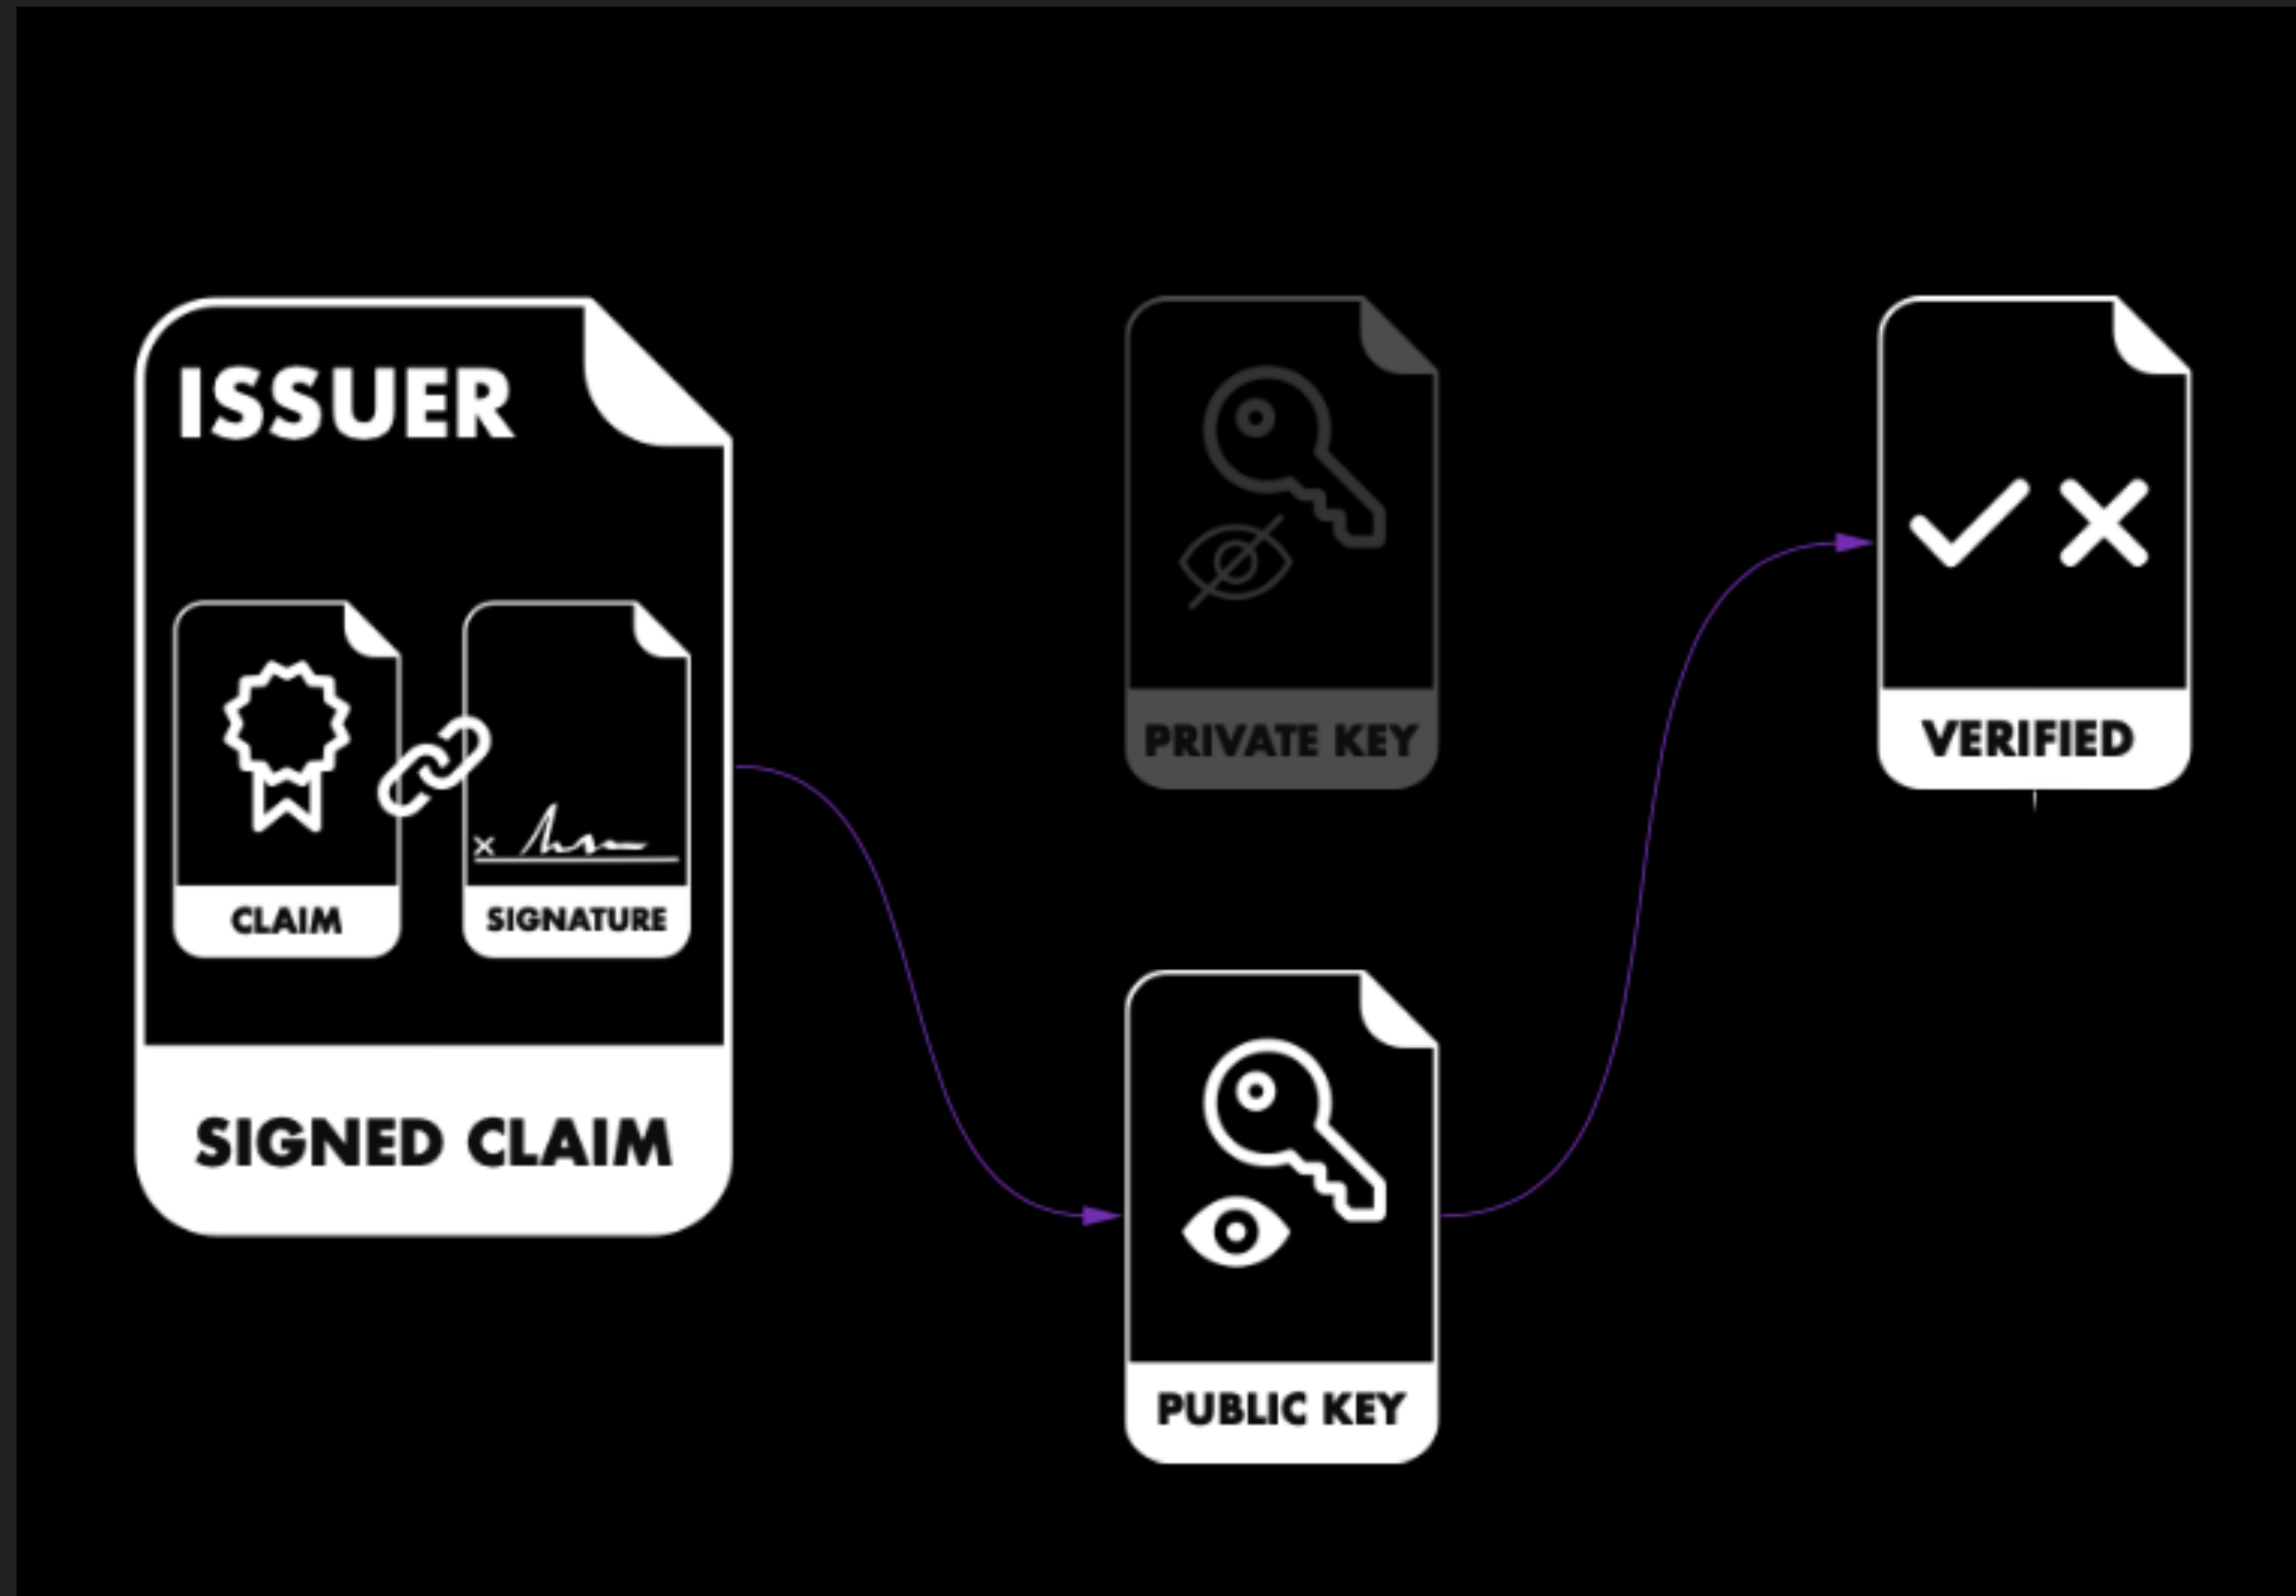 ISSUER
CLAIM
SIGNATURE
SIGNED CLAIM
PRIVATE KEY
PUBLIC KEY
VERIFIED